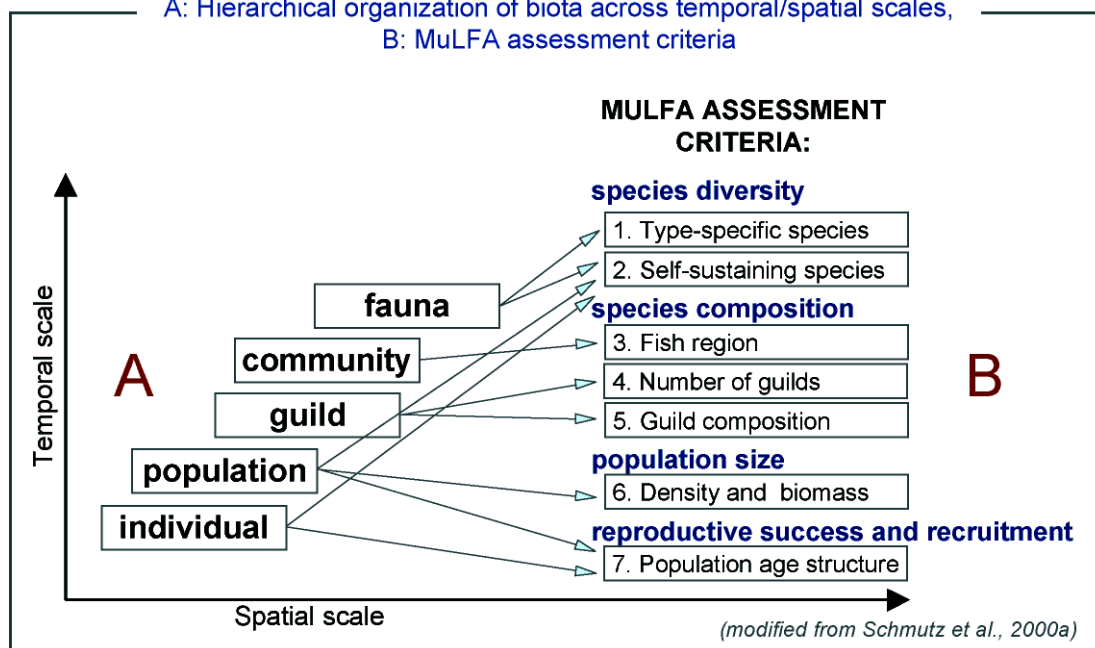 A: Hierarchical organization of biota across temporal/spatial scales,
B: MuLFA assessment criteria
MULFA ASSESSMENT
CRITERIA:
species diversity
1. Type-specific species
2. Self-sustaining species
species composition
3. Fish region
4. Number of guilds
5. Guild composition
population size
6. Density and biomass
reproductive success and recruitment
7. Population age structure
fauna
community
guild
population
individual
A
B
Temporal scale
Spatial scale
(modified from Schmutz et al., 2000a)